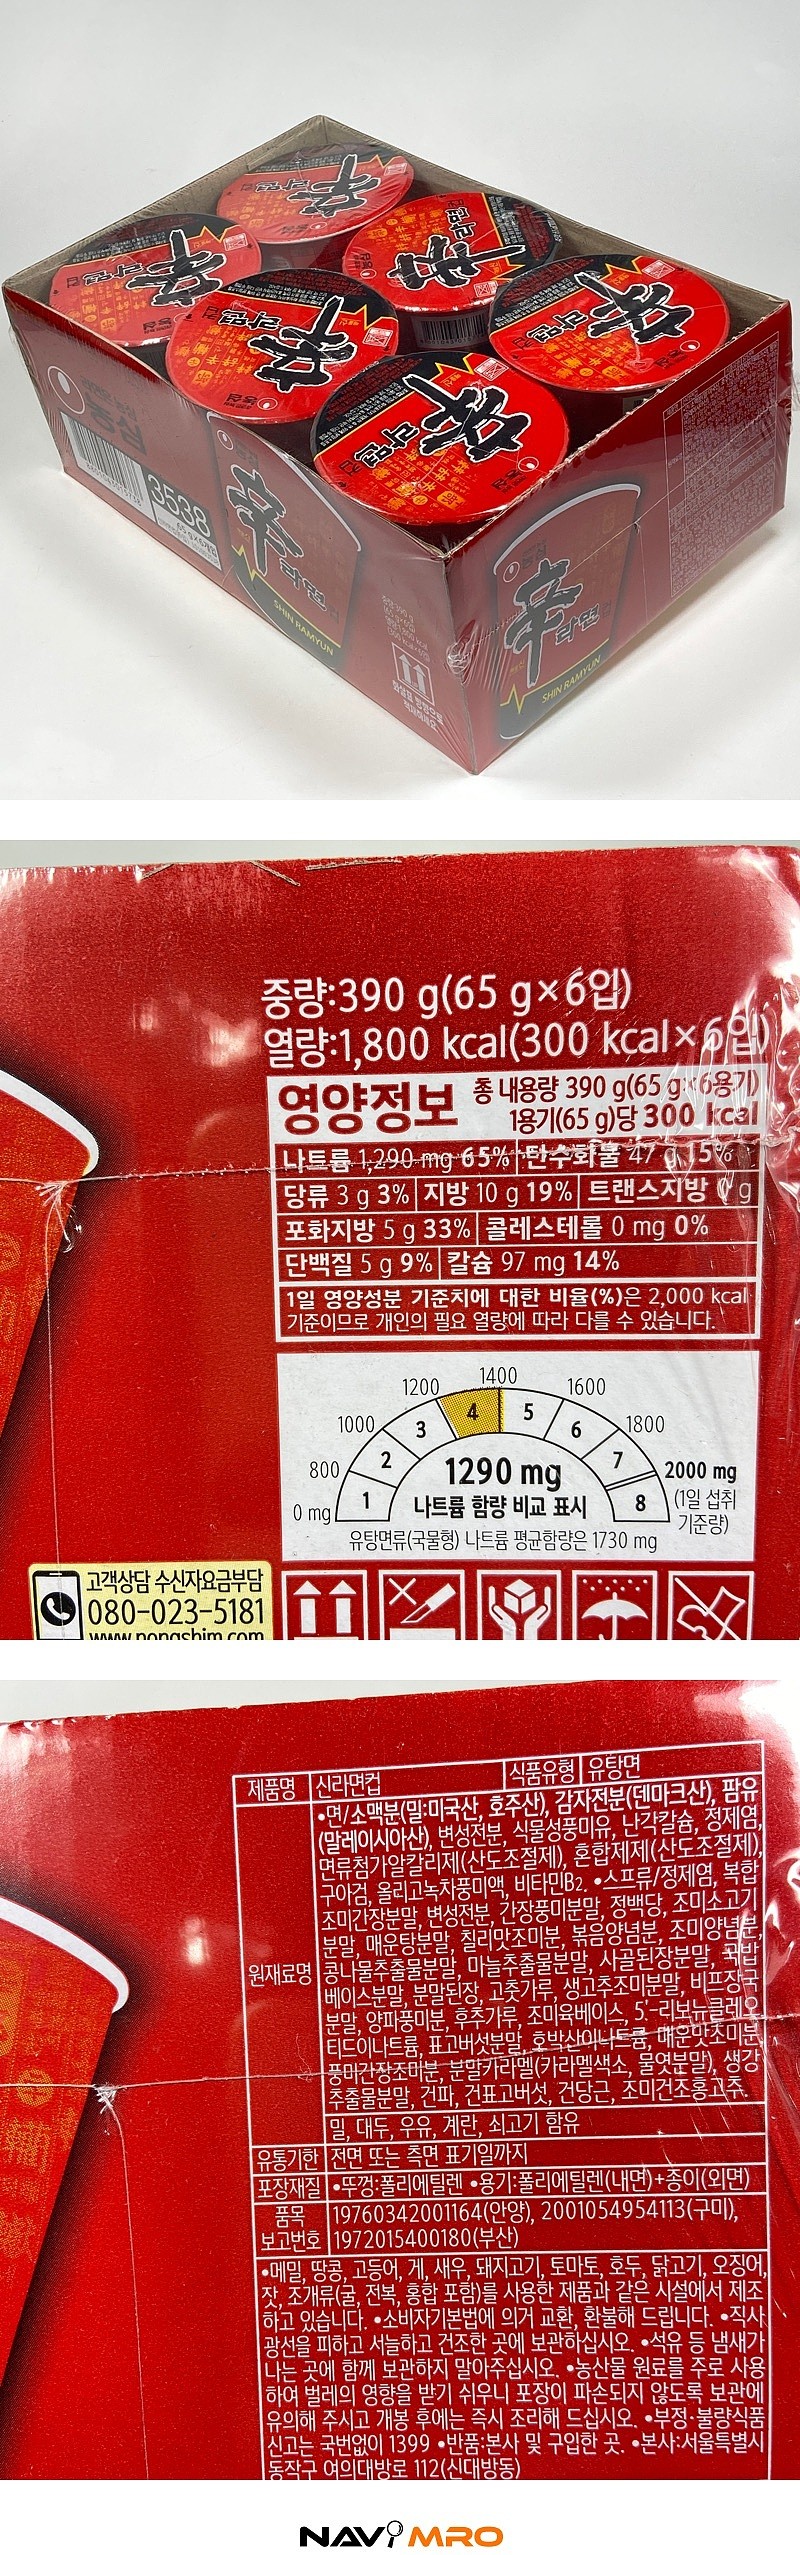 농심
3538
辛라면컵
SHIN RAMYUN
辛라면
SHIN RAMYUN
중량:390 g(65 g×6입)
열량:1,800 kcal(300 kcal×6입)
영양정보
총 내용량 390 g(65 g×6용기)
1용기(65 g)당 300 kcal
나트륨 1,290 mg 65% 탄수화물 47 g 15%
당류 3 g 3% 지방 10 g 19% 트랜스지방 0 g
포화지방 5 g 33% 콜레스테롤 0 mg 0%
단백질 5 g 9% 칼슘 97 mg 14%
1일 영양성분 기준치에 대한 비율(%)은 2,000 kcal
기준이므로 개인의 필요 열량에 따라 다를 수 있습니다.
0 mg 800 1000 1200 1400 1600 1800 2000 mg
(1일 섭취
기준량)
1 2 3 4 5 6 7 8
1290 mg
나트륨 함량 비교 표시
유탕면류(국물형) 나트륨 평균함량은 1730 mg
고객상담 수신자요금부담
080-023-5181
www.nongshim.com
제품명 신라면컵 식품유형 유탕면
원재료명
•면/소맥분(밀:미국산, 호주산), 감자전분(덴마크산), 팜유
(말레이시아산), 변성전분, 식물성풍미유, 난각칼슘, 정제염,
면류첨가알칼리제(산도조절제), 혼합제제(산도조절제),
구아검, 올리고녹차풍미액, 비타민B2. •스프류/정제염, 복합
조미간장분말, 변성전분, 간장풍미분말, 정백당, 조미소고기
분말, 매운탕분말, 칠리맛조미분, 볶음양념분, 조미양념분,
콩나물추출물분말, 마늘추출물분말, 사골된장분말, 육밥
베이스분말, 분말된장, 고춧가루, 생고추조미분말, 비프장국
분말, 양파풍미분, 후추가루, 조미육베이스, 5'-리보뉴클레오
티드이나트륨, 표고버섯분말, 호박산이나트륨, 매운맛조미분,
풍미간장조미분, 분말카라멜(카라멜색소, 물엿분말), 생강
추출물분말, 건파, 건표고버섯, 건당근, 조미건조홍고추.
밀, 대두, 우유, 계란, 쇠고기 함유
유통기한 전면 또는 측면 표기일까지
포장재질 •뚜껑:폴리에틸렌 •용기:폴리에틸렌(내면)+종이(외면)
품목
보고번호
19760342001164(안양), 2001054954113(구미),
1972015400180(부산)
•메밀, 땅콩, 고등어, 게, 새우, 돼지고기, 토마토, 호두, 닭고기, 오징어,
잣, 조개류(굴, 전복, 홍합 포함)를 사용한 제품과 같은 시설에서 제조
하고 있습니다. •소비자기본법에 의거 교환, 환불해 드립니다. •직사
광선을 피하고 서늘하고 건조한 곳에 보관하십시오. •석유 등 냄새가
나는 곳에 함께 보관하지 말아주십시오. •농산물 원료를 주로 사용
하여 벌레의 영향을 받기 쉬우니 포장이 파손되지 않도록 보관에
유의해 주시고 개봉 후에는 즉시 조리해 드십시오. •부정·불량식품
신고는 국번없이 1399 •반품:본사 및 구입한 곳. •본사:서울특별시
동작구 여의대방로 112(신대방동)
NAVI MRO